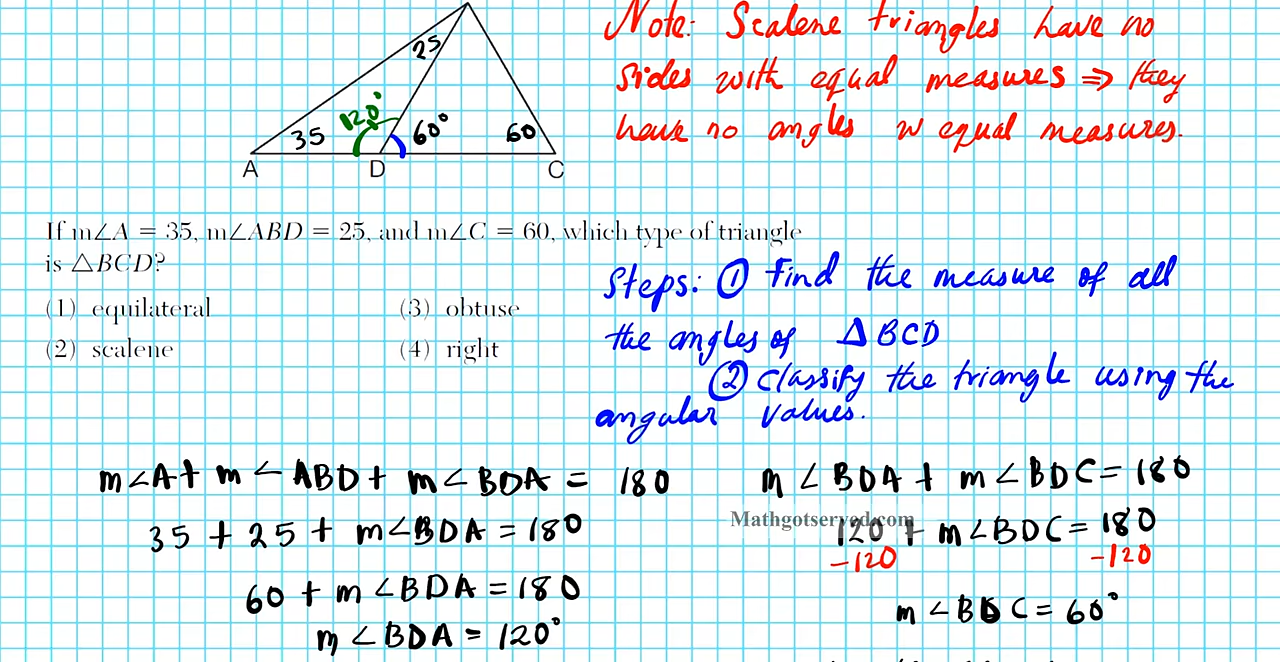 Note: Scalene triangles have no
sides with equal measures ⇒ they
have no angles w equal measures.
25
120°
35
60°
60
A
D
C
If m∠A = 35, m∠ABD = 25, and m∠C = 60, which type of triangle
is △BCD?
(1) equilateral
(3) obtuse
(2) scalene
(4) right
Steps: ① Find the measure of all
the angles of △BCD
② Classify the triangle using the
angular values.
m∠A + m∠ABD + m∠BDA = 180
35 + 25 + m∠BDA = 180
60 + m∠BDA = 180
m∠BDA = 120°
m∠BDA + m∠BDC = 180
Mathgotserved.com
120 + m∠BDC = 180
-120 -120
m∠BDC = 60°